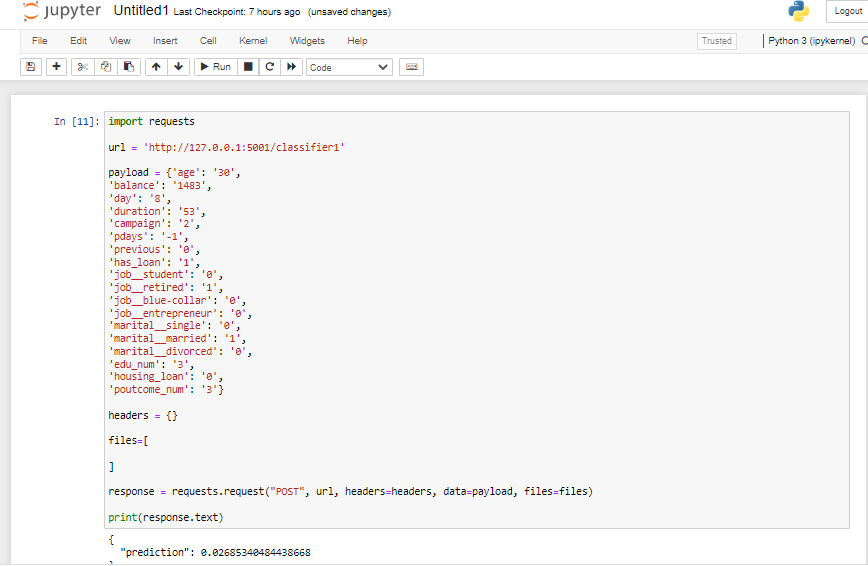 jupyter Untitled1 Last Checkpoint: 7 hours ago (unsaved changes) Logout
File Edit View Insert Cell Kernel Widgets Help Trusted Python 3 (ipykernel)
Run Code
In [11]: import requests
url = 'http://127.0.0.1:5001/classifier1'
payload = {'age': '30',
'balance': '1483',
'day': '8',
'duration': '53',
'campaign': '2',
'pdays': '-1',
'previous': '0',
'has_loan': '1',
'job__student': '0',
'job__retired': '1',
'job__blue-collar': '0',
'job__entrepreneur': '0',
'marital__single': '0',
'marital__married': '1',
'marital__divorced': '0',
'edu_num': '3',
'housing_loan': '0',
'poutcome_num': '3'}
headers = {}
files=[
]
response = requests.request("POST", url, headers=headers, data=payload, files=files)
print(response.text)
{
"prediction": 0.02685340484438668